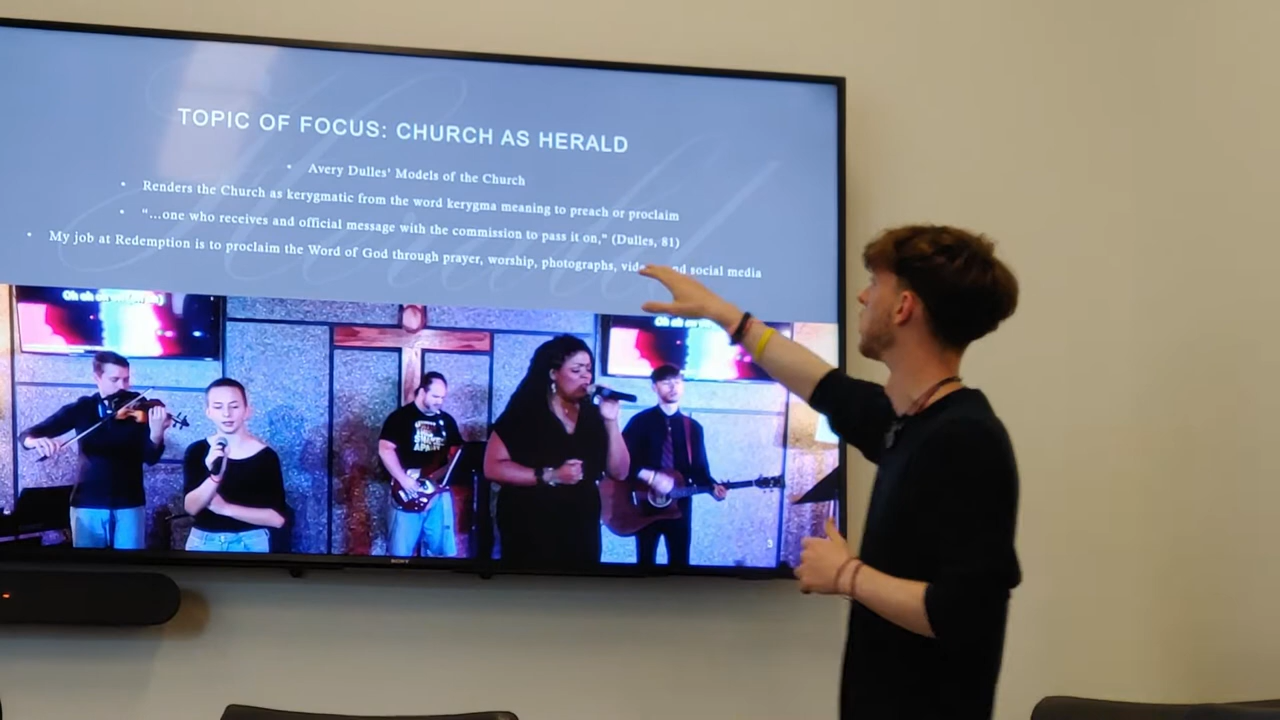 TOPIC OF FOCUS: CHURCH AS HERALD
• Avery Dulles' Models of the Church
• Renders the Church as kerygmatic from the word kerygma meaning to preach or proclaim
• "...one who receives and official message with the commission to pass it on," (Dulles, 81)
• My job at Redemption is to proclaim the Word of God through prayer, worship, photographs, social media
Herald
3
SONY